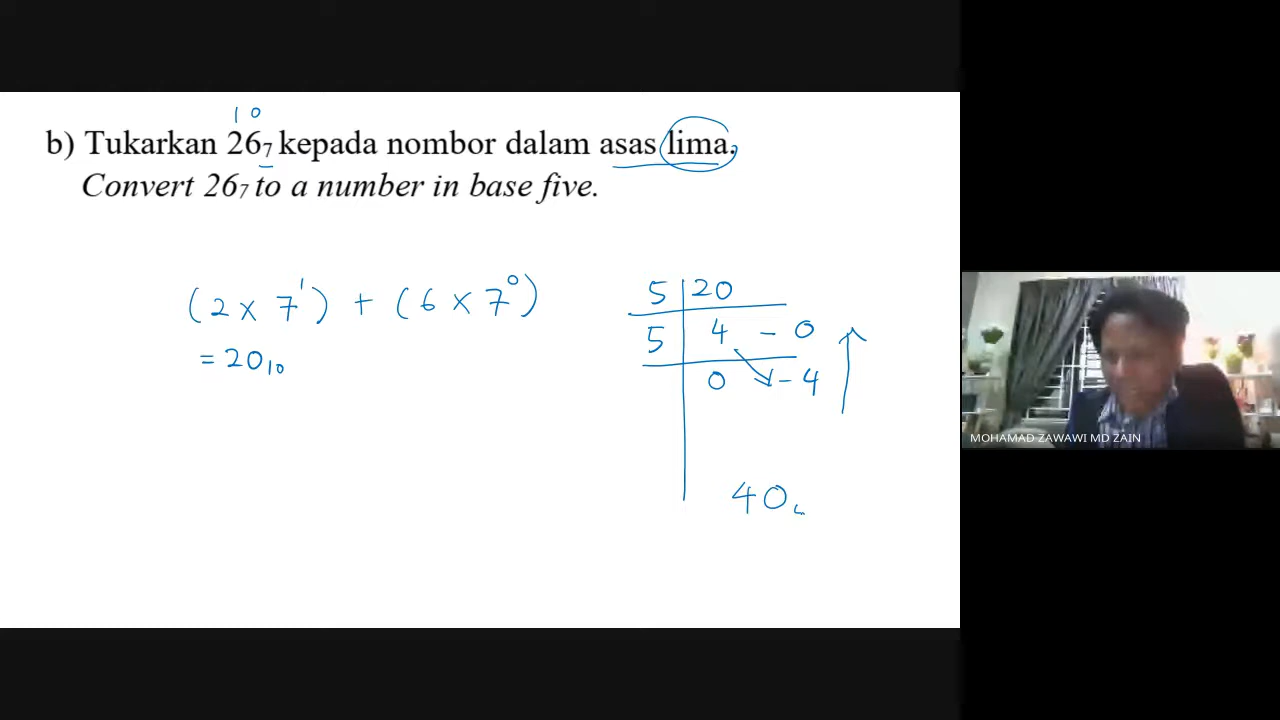 1 0
b) Tukarkan 26₇ kepada nombor dalam asas lima.
Convert 26₇ to a number in base five.
(2 x 7¹) + (6 x 7⁰)
= 20₁₀
5 | 20
5 | 4 - 0
0 - 4
40
MOHAMAD ZAWAWI MD ZAIN